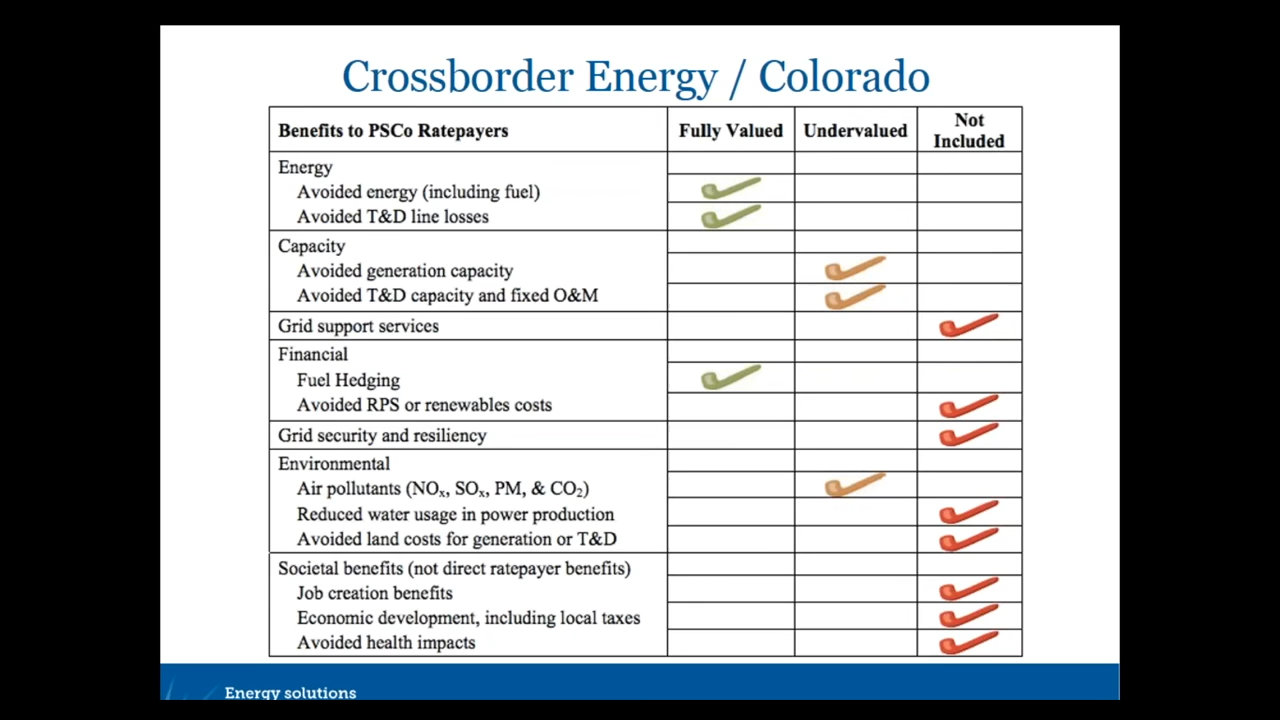 Crossborder Energy / Colorado
Benefits to PSCo Ratepayers Fully Valued Undervalued Not Included
Energy
Avoided energy (including fuel)
Avoided T&D line losses
Capacity
Avoided generation capacity
Avoided T&D capacity and fixed O&M
Grid support services
Financial
Fuel Hedging
Avoided RPS or renewables costs
Grid security and resiliency
Environmental
Air pollutants (NOx, SOx, PM, & CO2)
Reduced water usage in power production
Avoided land costs for generation or T&D
Societal benefits (not direct ratepayer benefits)
Job creation benefits
Economic development, including local taxes
Avoided health impacts
Energy solutions